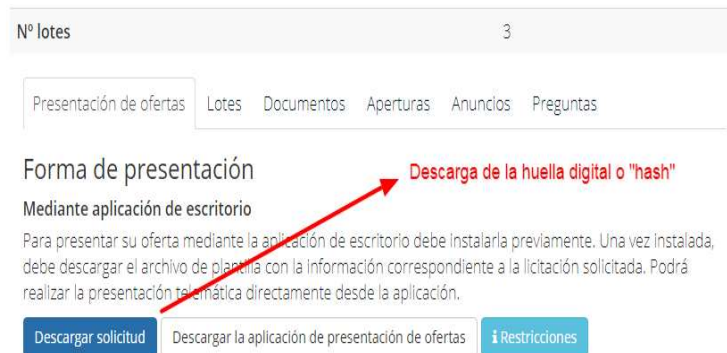 Nº lotes 3
Presentación de ofertas Lotes Documentos Aperturas Anuncios Preguntas
Forma de presentación
Descarga de la huella digital o "hash"
Mediante aplicación de escritorio
Para presentar su oferta mediante la aplicación de escritorio debe instalarla previamente. Una vez instalada,
debe descargar el archivo de plantilla con la información correspondiente a la licitación solicitada. Podrá
realizar la presentación telemática directamente desde la aplicación.
Descargar solicitud Descargar la aplicación de presentación de ofertas i Restricciones